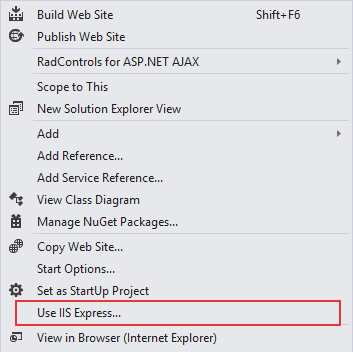 Build Web Site Shift+F6
Publish Web Site
RadControls for ASP.NET AJAX
Scope to This
New Solution Explorer View
Add
Add Reference...
Add Service Reference...
View Class Diagram
Manage NuGet Packages...
Copy Web Site...
Start Options...
Set as StartUp Project
Use IIS Express...
View in Browser (Internet Explorer)